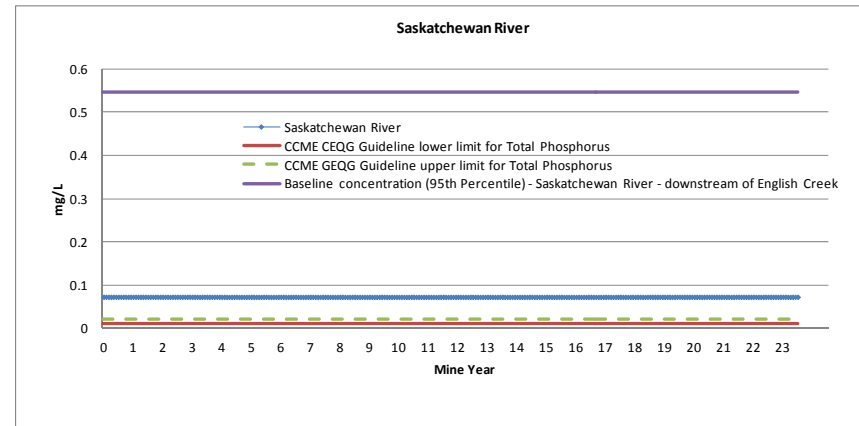 Saskatchewan River
0.6
0.5
0.4
0.3
0.2
0.1
0
mg/L
Saskatchewan River
CCME CEQG Guideline lower limit for Total Phosphorus
CCME GEQG Guideline upper limit for Total Phosphorus
Baseline concentration (95th Percentile) - Saskatchewan River - downstream of English Creek
0 1 2 3 4 5 6 7 8 9 10 11 12 13 14 15 16 17 18 19 20 21 22 23
Mine Year